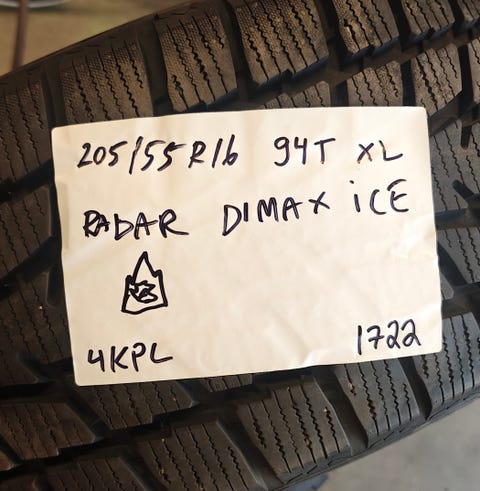 205/55R16 94T XL
RADAR DIMAX iCE
4KPL 1722